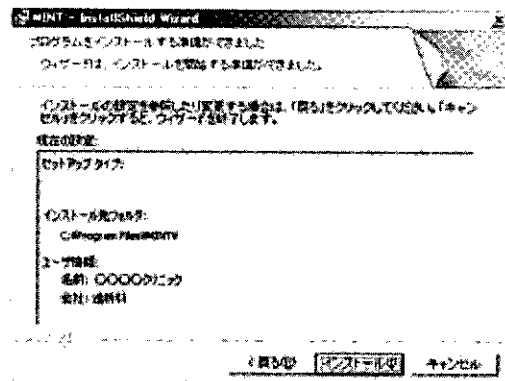 WINT - InstallShield Wizard
プログラムをインストールする準備ができました
ウィザードは、インストールを開始する準備ができました。
インストールの設定を参照したり変更する場合は、「戻る」をクリックしてください。「キャン
セル」をクリックすると、ウィザードを終了します。
現在の設定:
セットアップ タイプ:
インストール先フォルダ:
C:\Program Files\
ユーザ情報:
名前: 〇〇〇〇クリニック
会社: 歯科
< 戻る(B)
インストール(I)
キャンセル